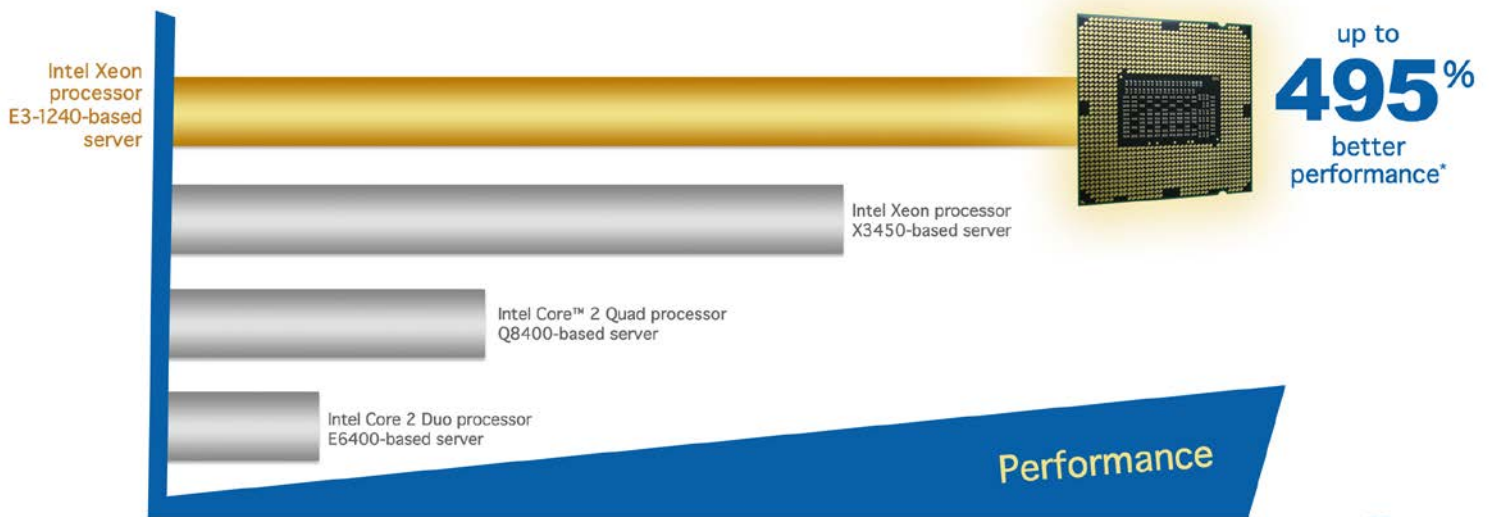 Intel Xeon
processor
E3-1240-based
server
up to
495%
better
performance*
Intel Xeon processor
X3450-based server
Intel Core™ 2 Quad processor
Q8400-based server
Intel Core 2 Duo processor
E6400-based server
Performance